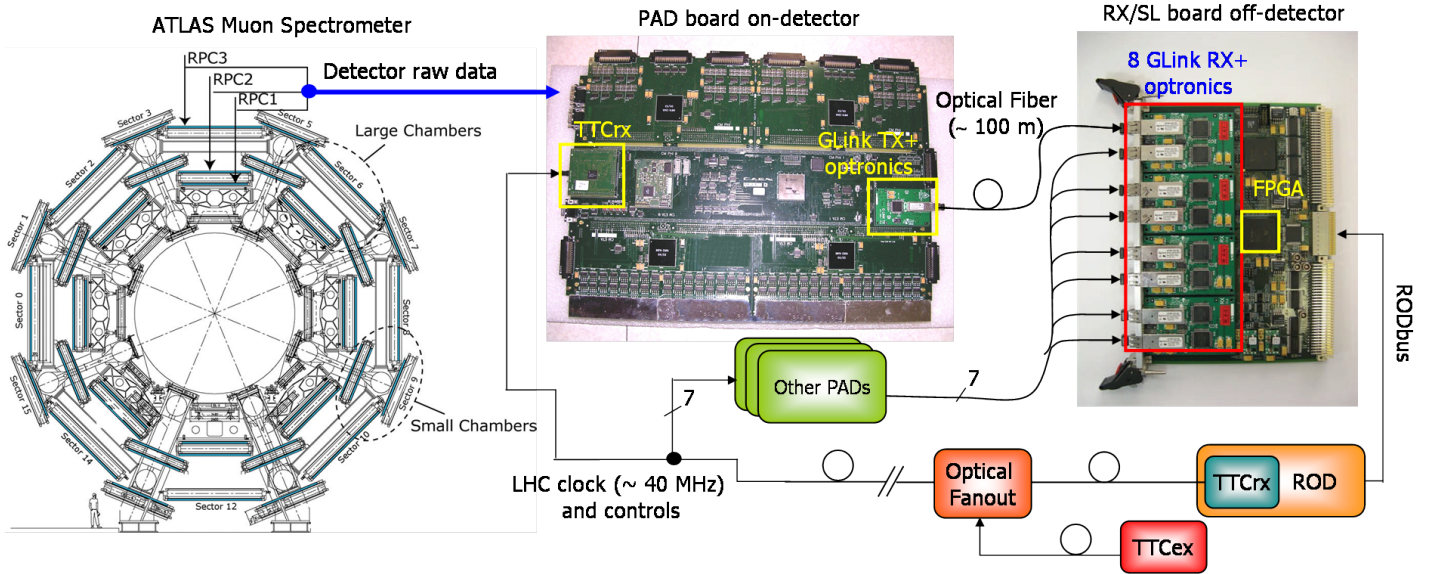 ATLAS Muon Spectrometer
PAD board on-detector
RX/SL board off-detector
RPC3
RPC2
RPC1
Detector raw data
Sector 3
Sector 5
Large Chambers
Sector 2
Sector 6
Sector 1
Sector 7
Sector 0
Sector 8
Sector 15
Sector 9
Small Chambers
Sector 14
Sector 10
Sector 12
TTCrx
GLink TX+
optronics
Optical Fiber
(~ 100 m)
8 GLink RX+
optronics
FPGA
RODbus
Other PADs
7
7
LHC clock (~ 40 MHz)
and controls
Optical
Fanout
TTCrx
ROD
TTCex